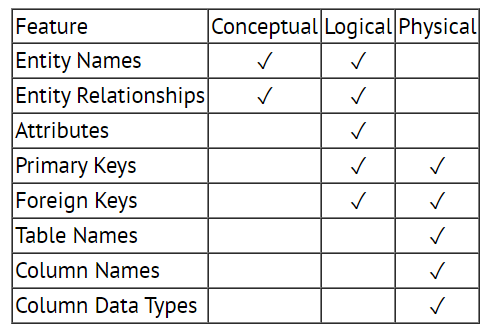 Feature Conceptual Logical Physical
Entity Names ✓ ✓
Entity Relationships ✓ ✓
Attributes ✓
Primary Keys ✓ ✓
Foreign Keys ✓ ✓
Table Names ✓
Column Names ✓
Column Data Types ✓